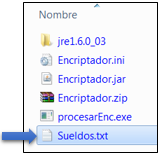 Nombre
jre1.6.0_03
Encriptador.ini
Encriptador.jar
Encriptador.zip
procesarEnc.exe
Sueldos.txt